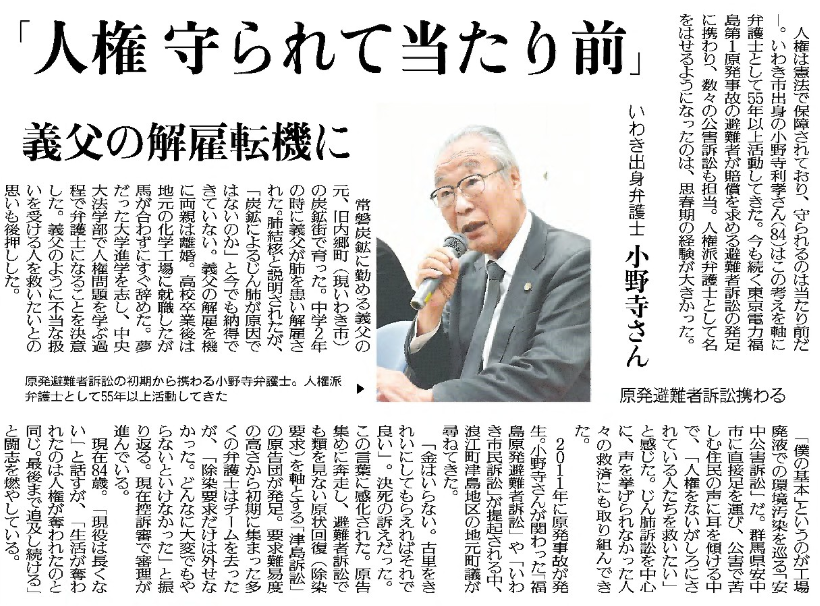 「人権 守られて当たり前」
義父の解雇転機に
いわき出身弁護士 小野寺さん
原発避難者訴訟携わる
人権は憲法で保障されており、守られるのは当たり前だ
―。いわき市出身の小野寺利孝さん(84)はこの考えを軸に
弁護士として55年以上活動してきた。今も続く東京電力福
島第1原発事故の避難者が賠償を求める避難者訴訟の発足
に携わり、数々の公害訴訟も担当。人権派弁護士として名
をはせるようになったのは、思春期の経験が大きかった。
常磐炭鉱に勤める義父の
元、旧内郷町(現いわき市)
の炭鉱街で育った。中学2年
の時に義父が肺を患い解雇さ
れた。肺結核と説明されたが、
「炭鉱によるじん肺が原因で
はないのか」と今でも納得で
きていない。義父の解雇を機
に両親は離婚。高校卒業後は
地元の化学工場に就職したが
馬が合わずにすぐ辞めた。夢
だった大学進学を志し、中央
大法学部で人権問題を学ぶ過
程で弁護士になることを決意
した。義父のように不当な扱
いを受ける人を救いたいとの
思いも後押しした。
原発避難者訴訟の初期から携わる小野寺弁護士。人権派
弁護士として55年以上活動してきた
「僕の基本」というのが工場
廃液での環境汚染を巡る「安
中公害訴訟」だ。群馬県安中
市に直接足を運び、公害で苦
しむ住民の声に耳を傾ける中
で、「人権をないがしろにさ
れている人たちを救いたい」
と感じた。じん肺訴訟を中心
に、声を挙げられなかった人
々の救済にも取り組んでき
た。
2011年に原発事故が発
生。小野寺さんが関わった「福
島原発避難者訴訟」や「いわ
き市民訴訟」が提起される中、
浪江町津島地区の地元町議が
尋ねてきた。
「金はいらない。古里をき
れいにしてもらえればそれで
良い」。決死の訴えだった。
この言葉に感化された。原告
集めに奔走し、避難者訴訟で
も類を見ない原状回復(除染
要求)を軸とする「津島訴訟」
の原告団が発足。要求難易度
の高さから初期に集まった多
くの弁護士はチームを去った
が、「除染要求だけは外せな
かった。どんなに大変でもや
らないといけなかった」と振
り返る。現在控訴審で審理が
進んでいる。
現在84歳。「現役は長くな
い」と話すが、「生活が奪わ
れたのは人権が奪われたのと
同じ。最後まで追及し続ける」
と闘志を燃やしている。